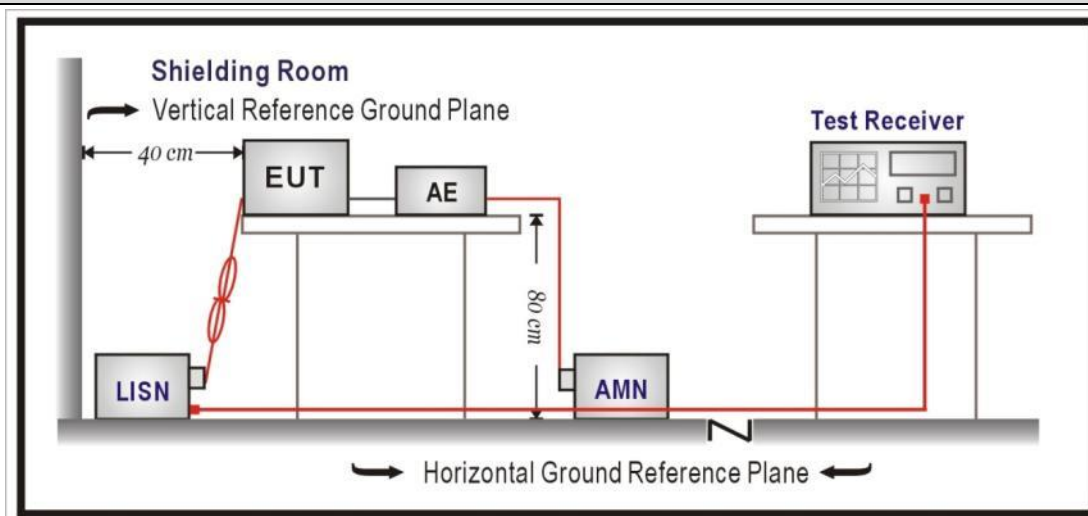 Shielding Room
Vertical Reference Ground Plane
40 cm
EUT
AE
Test Receiver
80 cm
LISN
AMN
Horizontal Ground Reference Plane